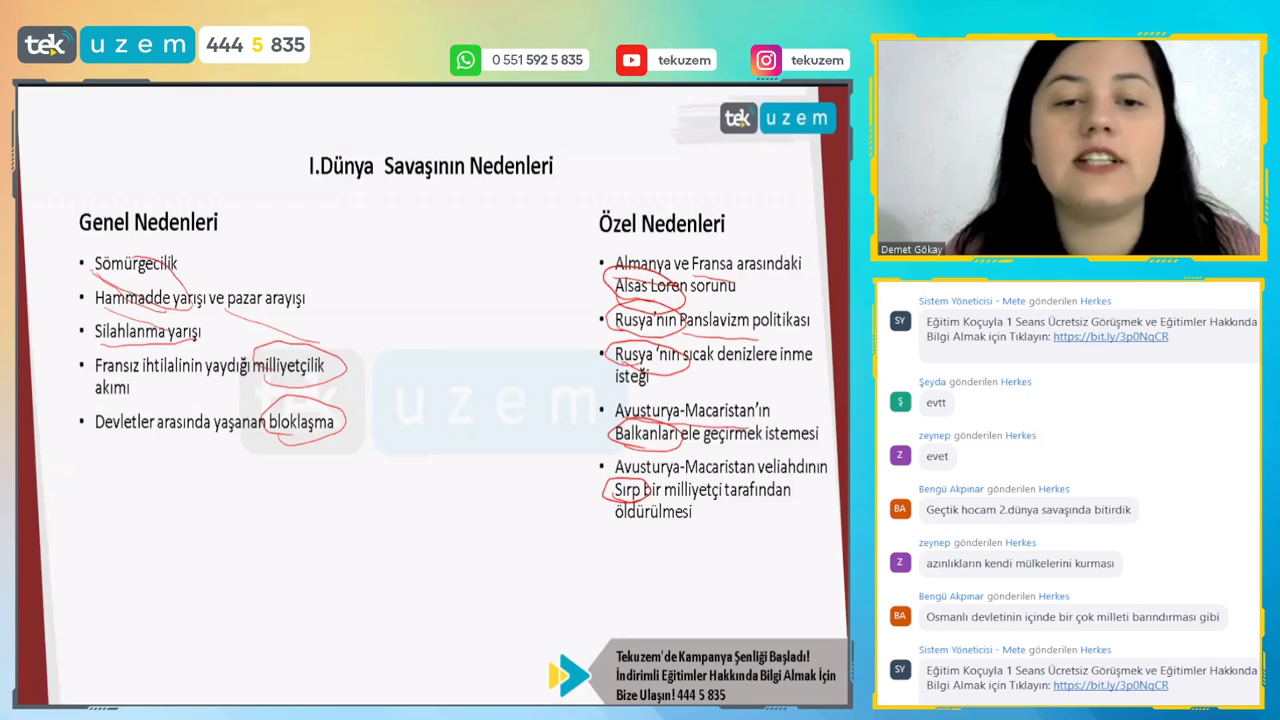 tek uzem 444 5 835
0 551 592 5 835
tekuzem
tekuzem
tek uzem
I.Dünya Savaşının Nedenleri
Genel Nedenleri
• Sömürgecilik
• Hammadde yarışı ve pazar arayışı
• Silahlanma yarışı
• Fransız ihtilalinin yaydığı milliyetçilik
akımı
• Devletler arasında yaşanan bloklaşma
Özel Nedenleri
• Almanya ve Fransa arasındaki
Alsas Loren sorunu
• Rusya’nın Panslavizm politikası
• Rusya ’nın sıcak denizlere inme
isteği
• Avusturya-Macaristan’ın
Balkanları ele geçirmek istemesi
• Avusturya-Macaristan veliahdının
Sırp bir milliyetçi tarafından
öldürülmesi
tek uzem
Tekuzem'de Kampanya Şenliği Başladı!
İndirimli Eğitimler Hakkında Bilgi Almak İçin
Bize Ulaşın! 444 5 835
Demet Gökay
Sistem Yöneticisi - Mete gönderilen Herkes
SY
Eğitim Koçuyla 1 Seans Ücretsiz Görüşmek ve Eğitimler Hakkında
Bilgi Almak için Tıklayın: https://bit.ly/3p0NqCR
Şeyda gönderilen Herkes
Ş
evtt
zeynep gönderilen Herkes
Z
evet
Bengü Akpınar gönderilen Herkes
BA
Geçtik hocam 2.dünya savaşında bitirdik
zeynep gönderilen Herkes
Z
azınlıkların kendi mülkelerini kurması
Bengü Akpınar gönderilen Herkes
BA
Osmanlı devletinin içinde bir çok milleti barındırması gibi
Sistem Yöneticisi - Mete gönderilen Herkes
SY
Eğitim Koçuyla 1 Seans Ücretsiz Görüşmek ve Eğitimler Hakkında
Bilgi Almak için Tıklayın: https://bit.ly/3p0NqCR